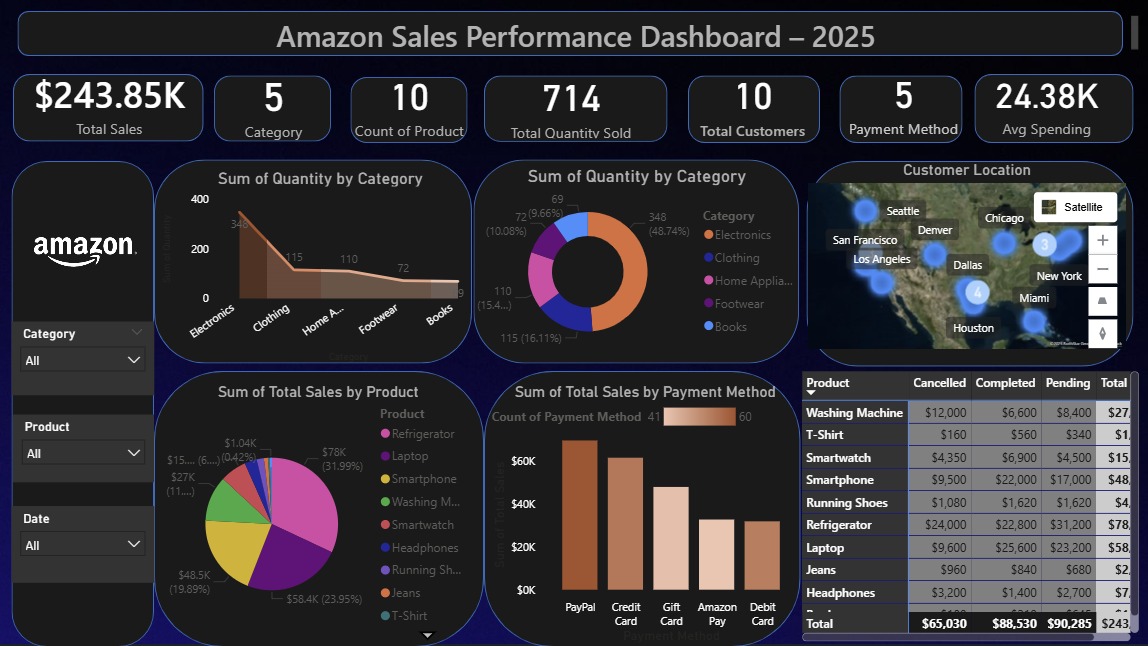 Amazon Sales Performance Dashboard – 2025
$243.85K
Total Sales
5
Category
10
Count of Product
714
Total Quantity Sold
10
Total Customers
5
Payment Method
24.38K
Avg Spending
amazon
Category
All
Product
All
Date
All
Sum of Quantity by Category
400
200
0
348
115
110
72
Electronics
Clothing
Home A...
Footwear
Books
Category
Sum of Quantity by Category
69
(9.66%)
72
(10.08%)
110
(15.4...)
115 (16.11%)
348
(48.74%)
Category
Electronics
Clothing
Home Applia...
Footwear
Books
Customer Location
Satellite
Seattle
Chicago
Denver
San Francisco
3
Los Angeles
Dallas
New York
4
Miami
Houston
Sum of Total Sales by Product
$1.04K
(0.42%)
$15.... (6....)
$27K
(11....)
$48.5K
(19.89%)
$58.4K (23.95%)
$78K
(31.99%)
Product
Refrigerator
Laptop
Smartphone
Washing M...
Smartwatch
Headphones
Running Sh...
Jeans
T-Shirt
Sum of Total Sales by Payment Method
Count of Payment Method 41 60
Sum of Total Sales
$60K
$40K
$20K
$0K
PayPal
Credit Card
Gift Card
Amazon Pay
Debit Card
Payment Method
Product Cancelled Completed Pending Total
Washing Machine $12,000 $6,600 $8,400 $27,
T-Shirt $160 $560 $340 $1,
Smartwatch $4,350 $6,900 $4,500 $15,
Smartphone $9,500 $22,000 $17,000 $48,
Running Shoes $1,080 $1,620 $1,620 $4,
Refrigerator $24,000 $22,800 $31,200 $78,
Laptop $9,600 $25,600 $23,200 $58,
Jeans $960 $840 $680 $2,
Headphones $3,200 $1,400 $2,700 $7,
Total $65,030 $88,530 $90,285 $243,